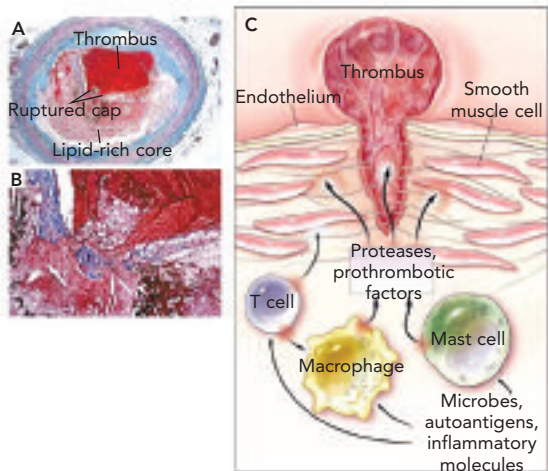 A
Thrombus
Ruptured cap
Lipid-rich core
B
C
Thrombus
Endothelium
Smooth
muscle cell
Proteases,
prothrombotic
factors
T cell
Macrophage
Mast cell
Microbes,
autoantigens,
inflammatory
molecules